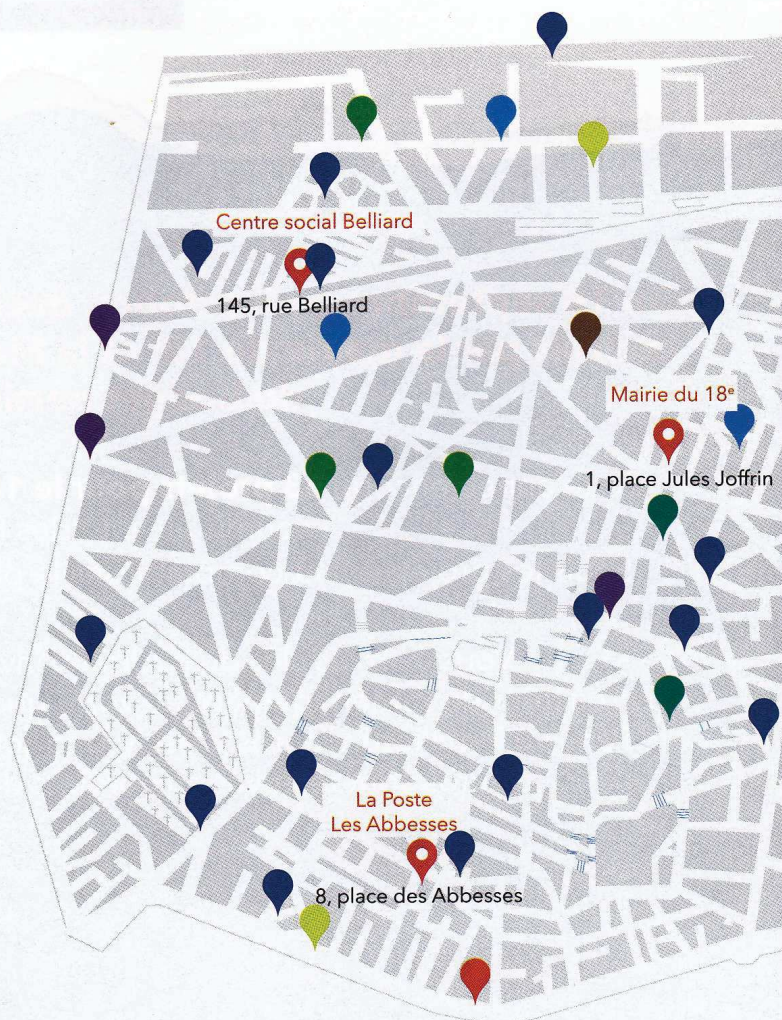 Centre social Belliard
145, rue Belliard
Mairie du 18e
1, place Jules Joffrin
La Poste
Les Abbesses
8, place des Abbesses